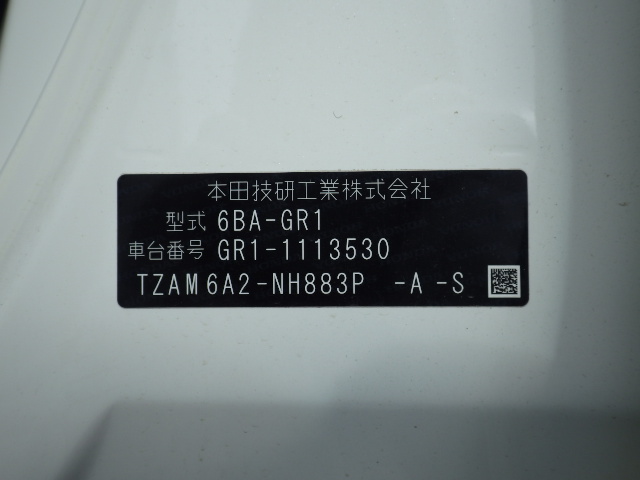 本田技研工業株式会社
型式 6BA-GR1
車台番号 GR1-1113530
TZAM6A2-NH883P -A-S